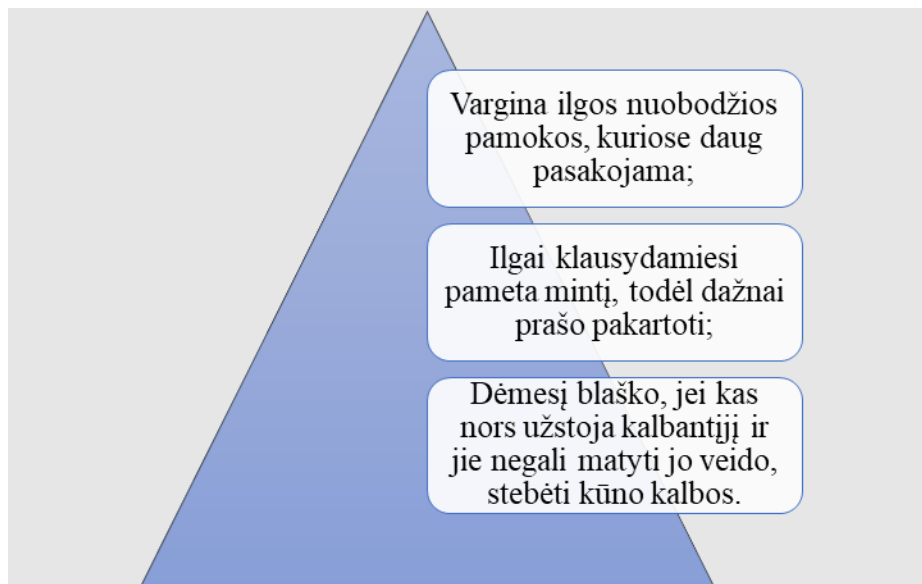 Vargina ilgos nuobodžios
pamokos, kuriose daug
pasakojama;
Ilgai klausydamiesi
pameta mintį, todėl dažnai
prašo pakartoti;
Dėmesį blaško, jei kas
nors užstoja kalbantįjį ir
jie negali matyti jo veido,
stebėti kūno kalbos.